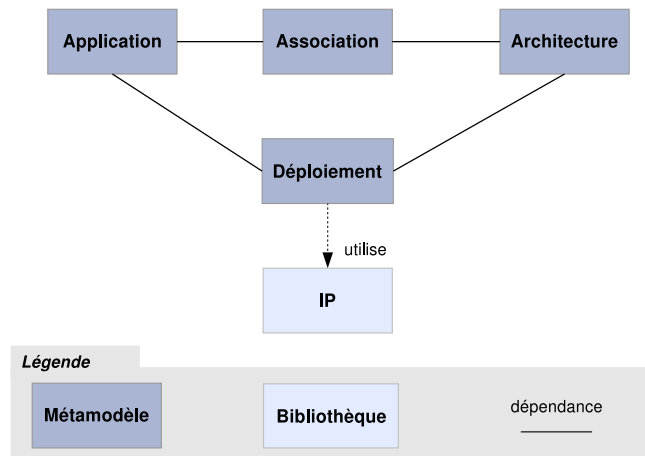 Application
Association
Architecture
Déploiement
utilise
IP
Légende
Métamodèle
Bibliothèque
dépendance